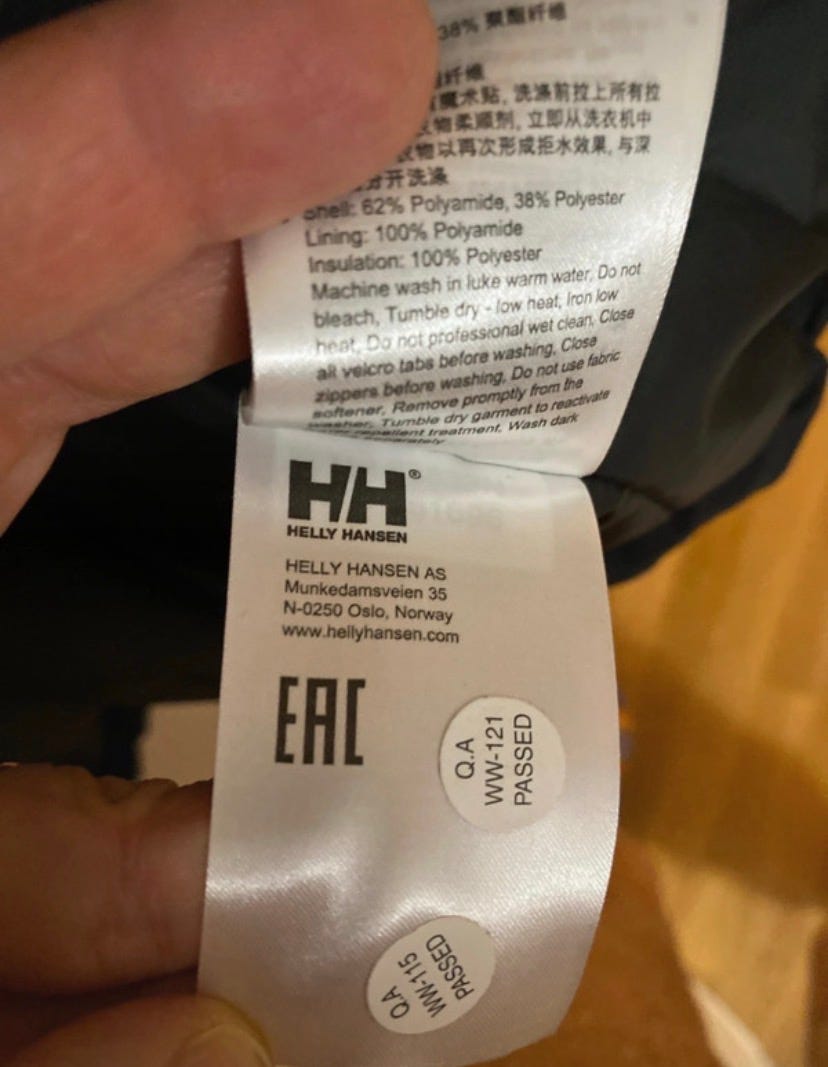 38% 聚酯纤维
纤维
魔术贴, 洗涤前拉上所有拉
物柔顺剂, 立即从洗衣机中
物以再次形成拒水效果, 与深
分开洗涤
Shell: 62% Polyamide, 38% Polyester
Lining: 100% Polyamide
Insulation: 100% Polyester
Machine wash in luke warm water, Do not
bleach, Tumble dry - low heat, Iron low
heat, Do not professional wet clean, Close
all velcro tabs before washing, Close
zippers before washing, Do not use fabric
softener, Remove promptly from the
washer, Tumble dry garment to reactivate
repellent treatment, Wash dark
separately
HH®
HELLY HANSEN
HELLY HANSEN AS
Munkedamsveien 35
N-0250 Oslo, Norway
www.hellyhansen.com
EAC
Q.A
WW-121
PASSED
Q.A
WW-115
PASSED